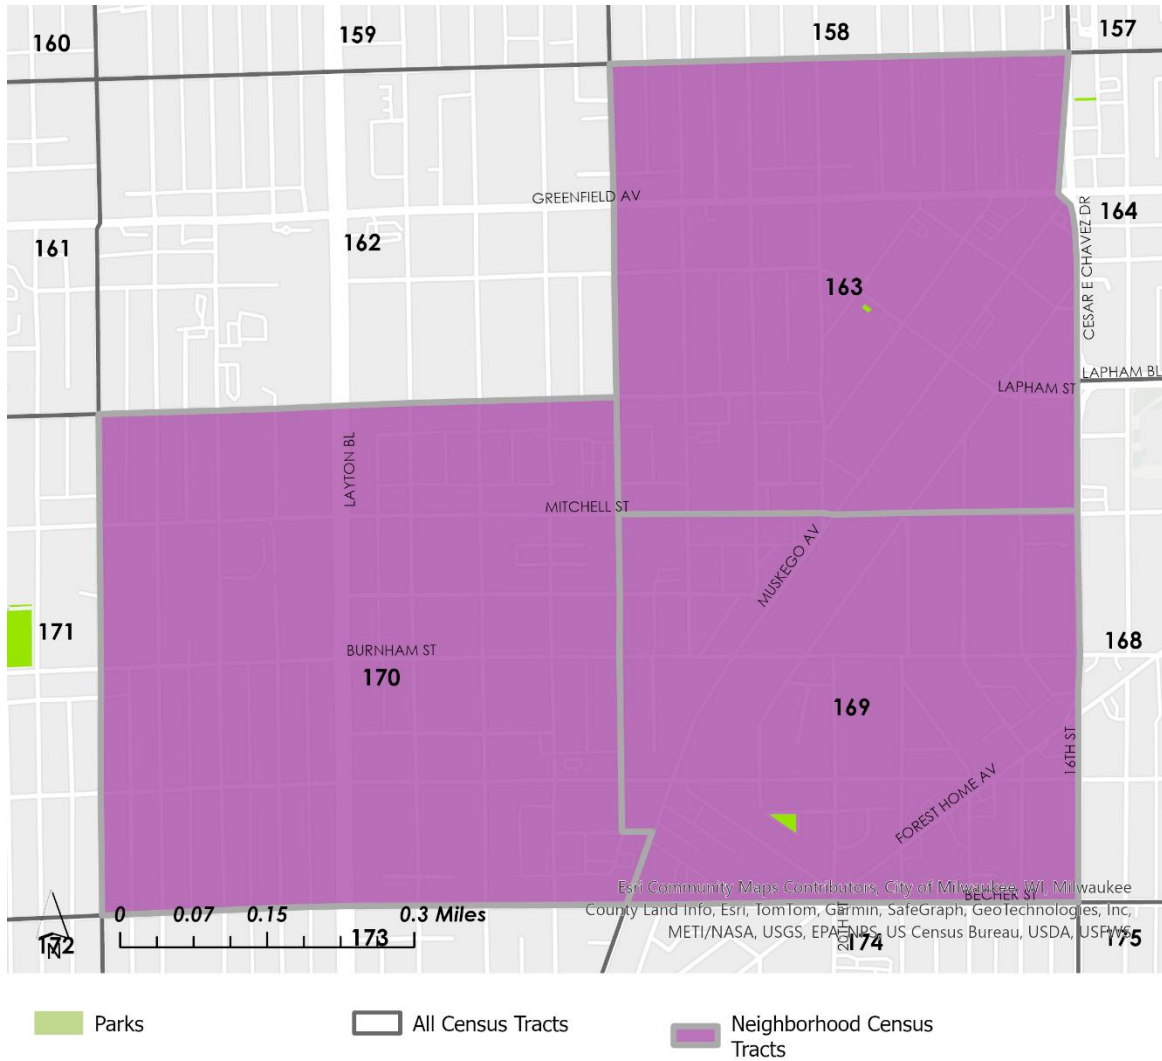 160
159
158
157
GREENFIELD AV
161
162
164
CESAR E CHAVEZ DR
163
LAPHAM BL
LAPHAM ST
LAYTON BL
MITCHELL ST
MUSKEGO AV
171
BURNHAM ST
168
170
169
16TH ST
FOREST HOME AV
Esri Community Maps Contributors, City of Milwaukee, WI, Milwaukee
BECHER ST
0 0.07 0.15 0.3 Miles
County Land Info, Esri, TomTom, Garmin, SafeGraph, GeoTechnologies, Inc,
METI/NASA, USGS, EPA, NPS, US Census Bureau, USDA, USFWS
20TH ST
N
172
173
174
175
Parks
All Census Tracts
Neighborhood Census
Tracts